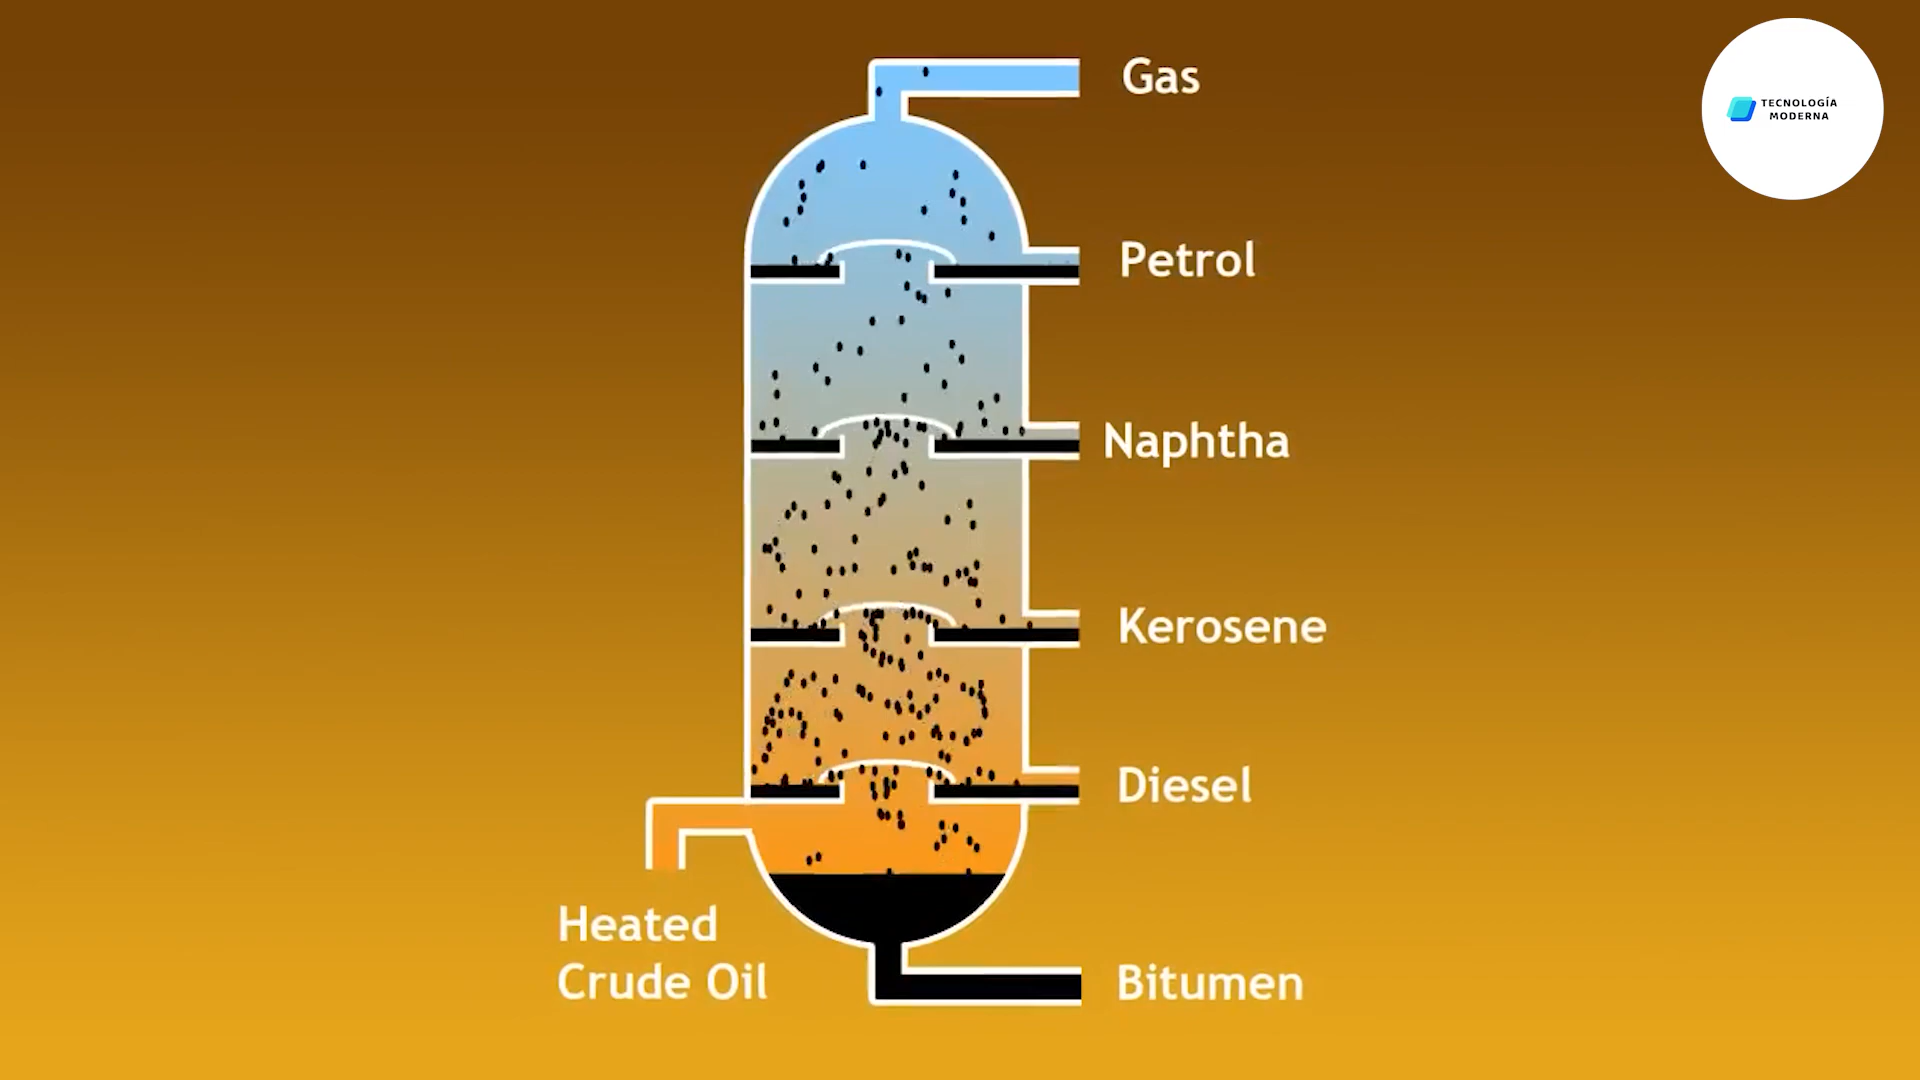 Gas
TECNOLOGÍA
MODERNA
Petrol
Naphtha
Kerosene
Diesel
Heated
Crude Oil
Bitumen